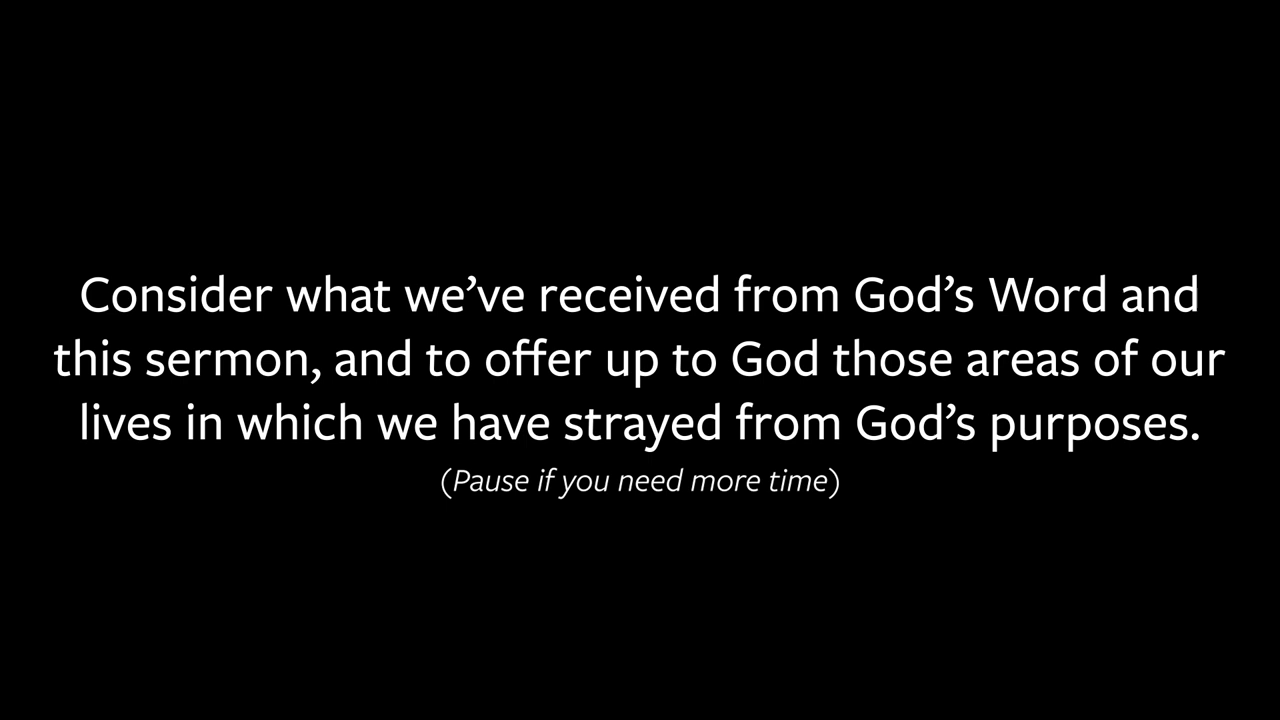 Consider what we’ve received from God’s Word and
this sermon, and to offer up to God those areas of our
lives in which we have strayed from God’s purposes.
(Pause if you need more time)